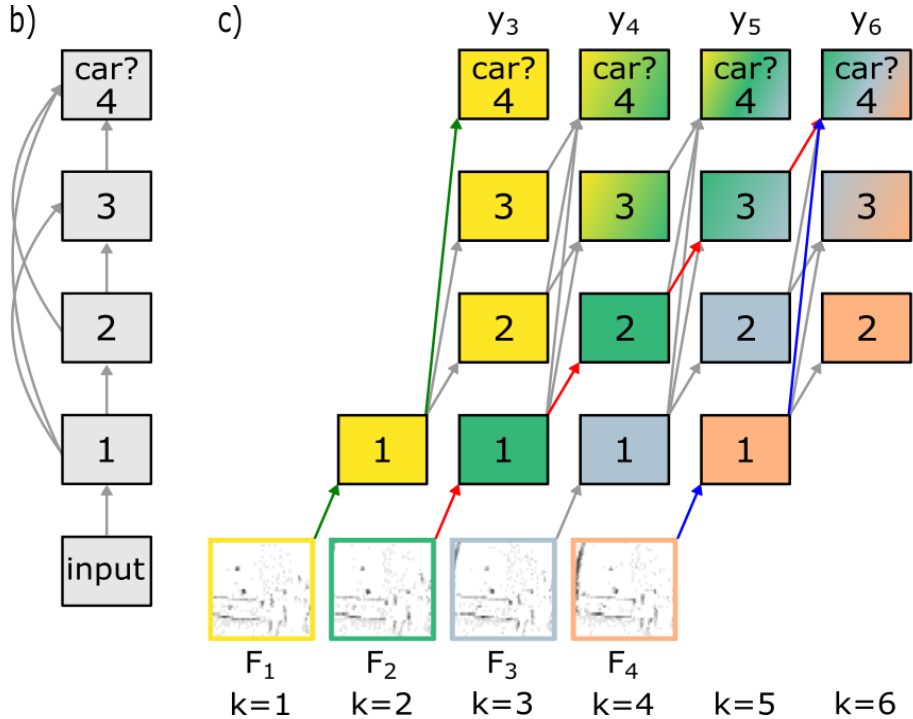 b)
car?
4
3
2
1
input
c)
y₃ y₄ y₅ y₆
car? car? car? car?
4 4 4 4
3 3 3 3
2 2 2 2
1 1 1 1
F₁ F₂ F₃ F₄
k=1 k=2 k=3 k=4 k=5 k=6